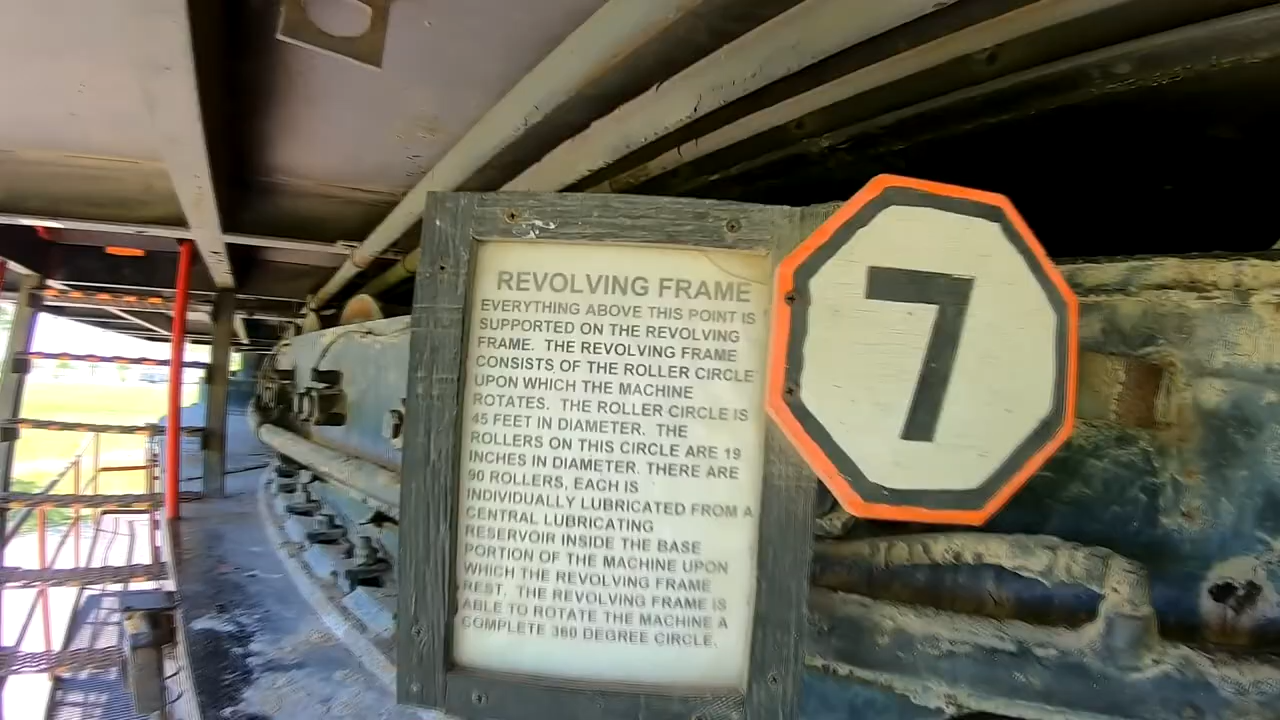 REVOLVING FRAME
EVERYTHING ABOVE THIS POINT IS
SUPPORTED ON THE REVOLVING
FRAME. THE REVOLVING FRAME
CONSISTS OF THE ROLLER CIRCLE
UPON WHICH THE MACHINE
ROTATES. THE ROLLER CIRCLE IS
45 FEET IN DIAMETER. THE
ROLLERS ON THIS CIRCLE ARE 19
INCHES IN DIAMETER. THERE ARE
90 ROLLERS, EACH IS
INDIVIDUALLY LUBRICATED FROM A
CENTRAL LUBRICATING
RESERVOIR INSIDE THE BASE
PORTION OF THE MACHINE UPON
WHICH THE REVOLVING FRAME
REST. THE REVOLVING FRAME IS
ABLE TO ROTATE THE MACHINE A
COMPLETE 360 DEGREE CIRCLE.
7